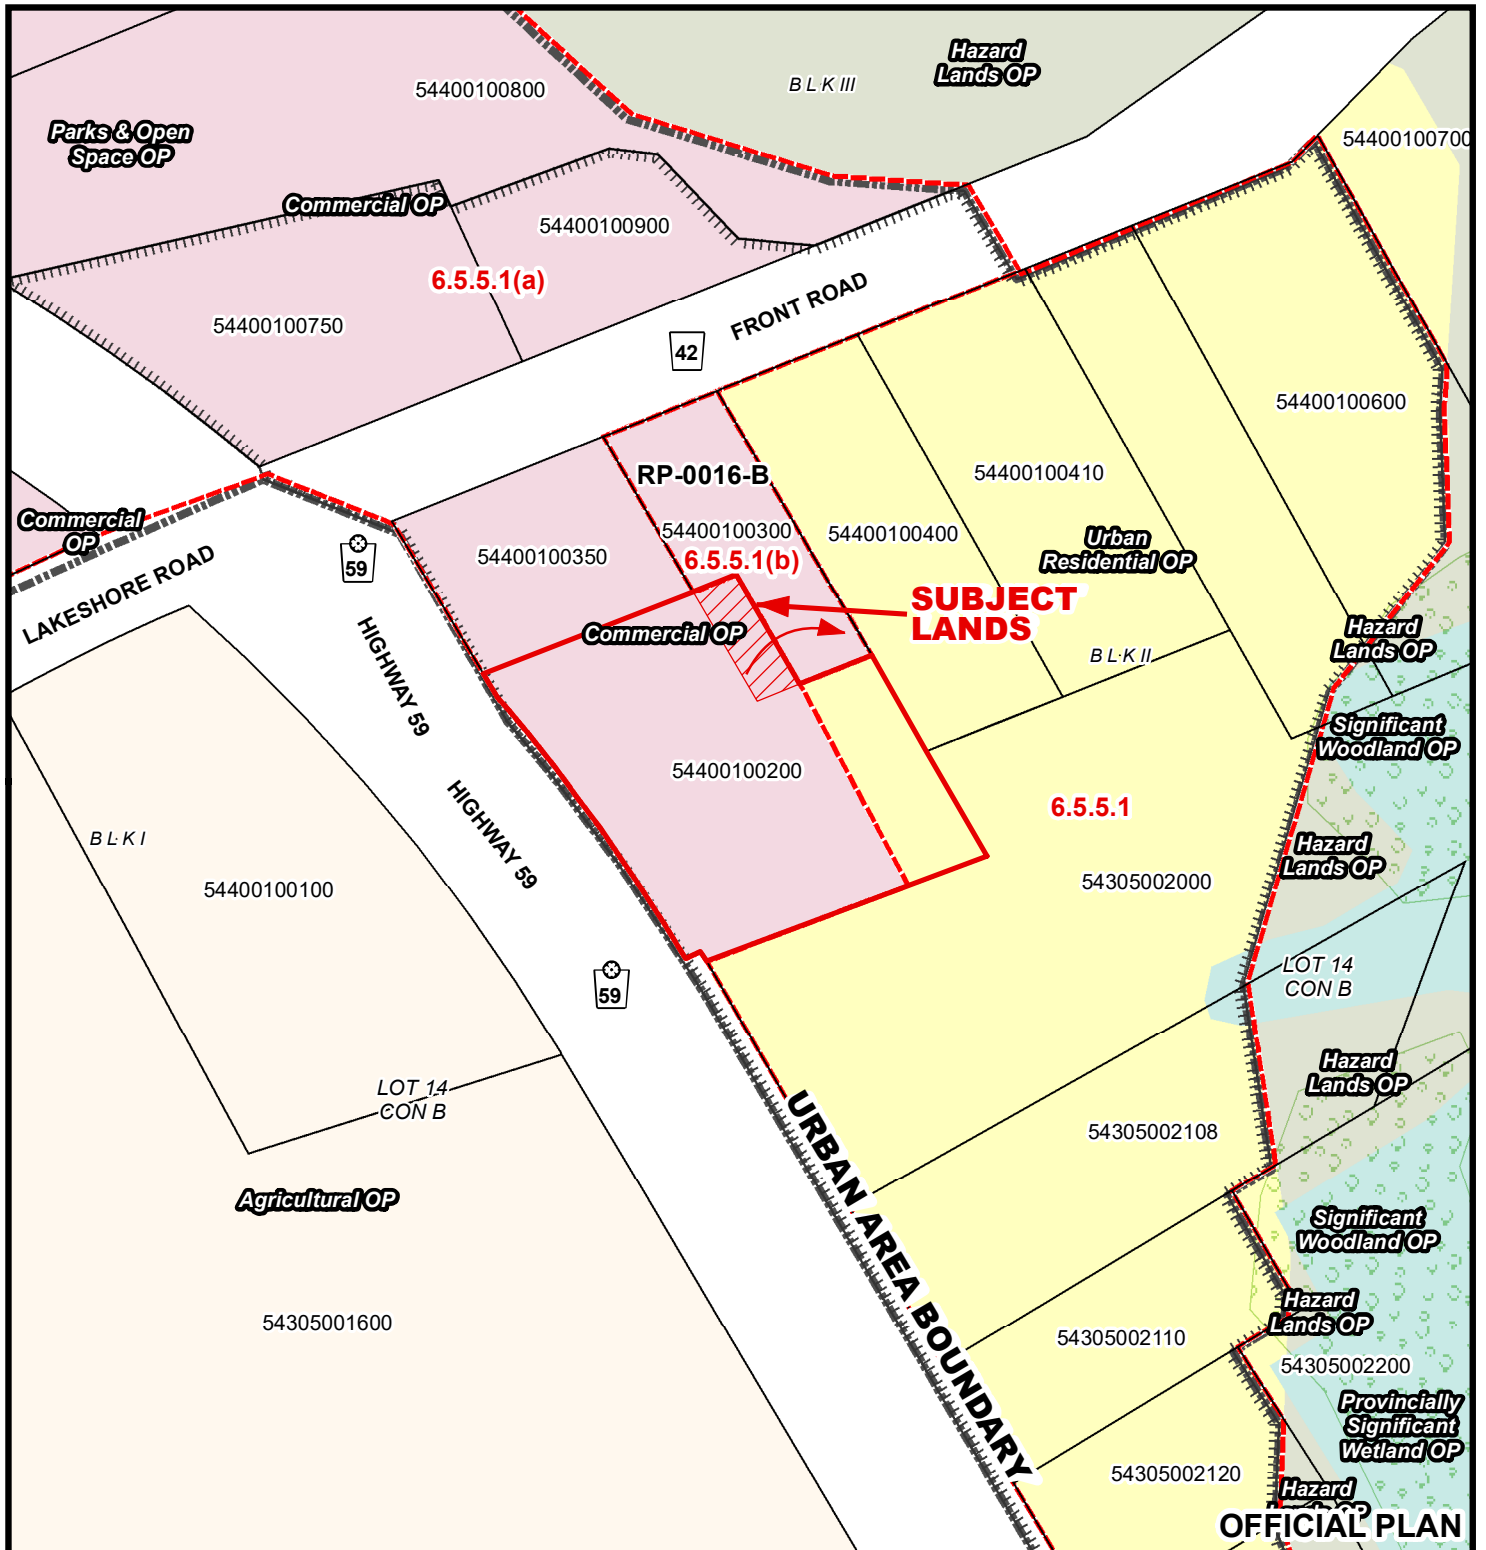 Hazard
Lands OP
B L K III
54400100800
Parks & Open
Space OP
54400100700
Commercial OP
54400100900
6.5.5.1(a)
54400100750
FRONT ROAD
42
54400100600
RP-0016-B
54400100410
54400100300
54400100400
Commercial
OP
54400100350
6.5.5.1(b)
Urban
Residential OP
59
LAKESHORE ROAD
SUBJECT
LANDS
Commercial OP
HIGHWAY 59
B L K II
Hazard
Lands OP
Significant
Woodland OP
54400100200
HIGHWAY 59
6.5.5.1
B L K I
Hazard
Lands OP
54400100100
54305002000
59
LOT 14
CON B
LOT 14
CON B
Hazard
Lands OP
54305002108
URBAN AREA BOUNDARY
Agricultural OP
Significant
Woodland OP
54305001600
Hazard
Lands OP
54305002110
54305002200
Provincially
Significant
Wetland OP
54305002120
Hazard
OFFICIAL PLAN